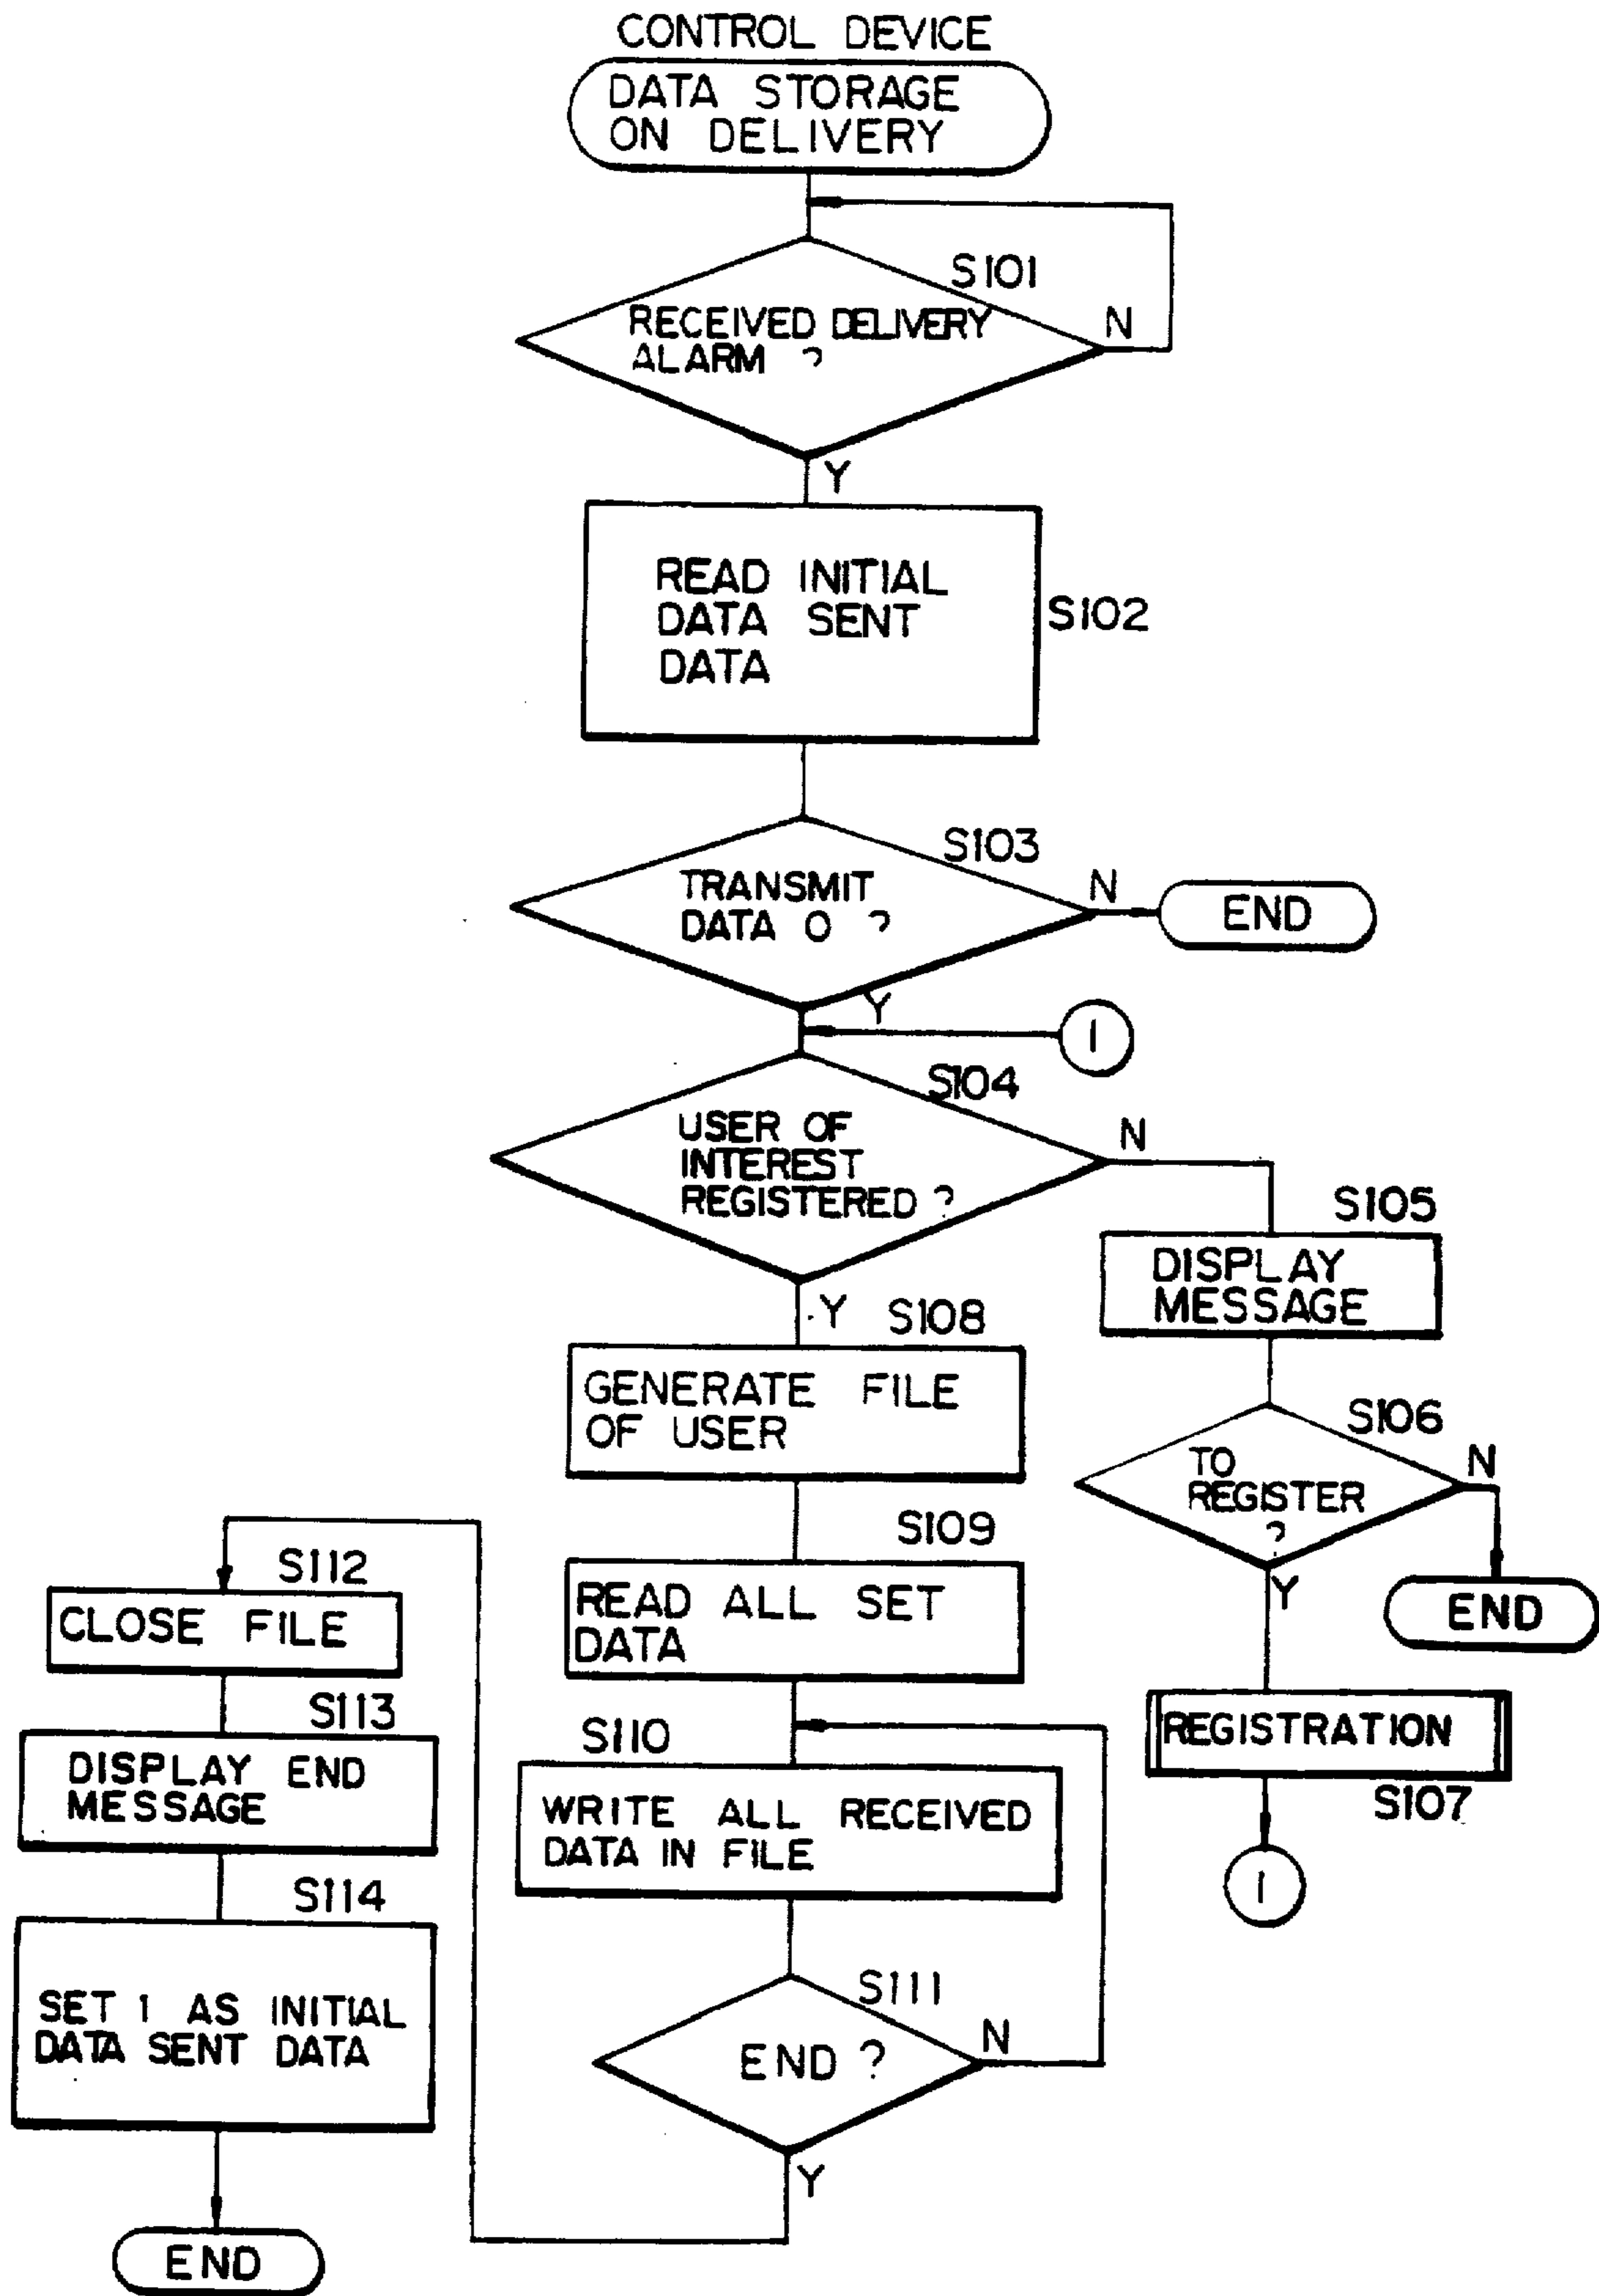 CONTROL DEVICE
DATA STORAGE
ON DELIVERY
S101
RECEIVED DELIVERY
ALARM ?
N
Y
READ INITIAL
DATA SENT
DATA
S102
S103
TRANSMIT
DATA 0 ?
N
END
Y
1
S104
USER OF
INTEREST
REGISTERED ?
N
S105
DISPLAY
MESSAGE
Y
S108
GENERATE FILE
OF USER
S106
TO
REGISTER
?
N
END
Y
S109
READ ALL SET
DATA
REGISTRATION
S107
1
S110
WRITE ALL RECEIVED
DATA IN FILE
S111
END ?
N
Y
S112
CLOSE FILE
S113
DISPLAY END
MESSAGE
S114
SET 1 AS INITIAL
DATA SENT DATA
END